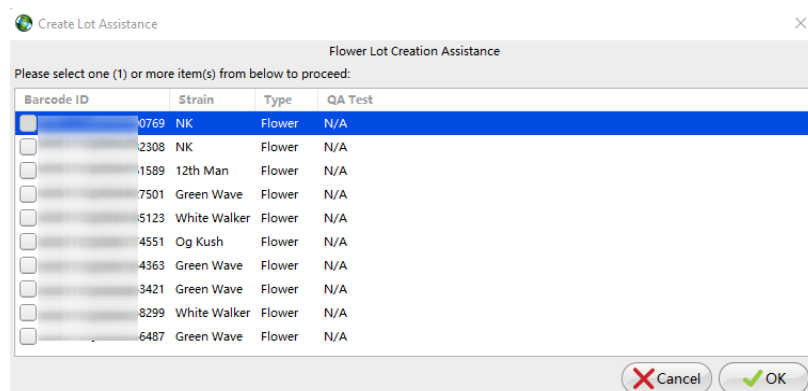 Create Lot Assistance
Flower Lot Creation Assistance
Please select one (1) or more item(s) from below to proceed:
Barcode ID Strain Type QA Test
0769 NK Flower N/A
2308 NK Flower N/A
1589 12th Man Flower N/A
7501 Green Wave Flower N/A
5123 White Walker Flower N/A
4551 Og Kush Flower N/A
4363 Green Wave Flower N/A
3421 Green Wave Flower N/A
8299 White Walker Flower N/A
6487 Green Wave Flower N/A
Cancel OK